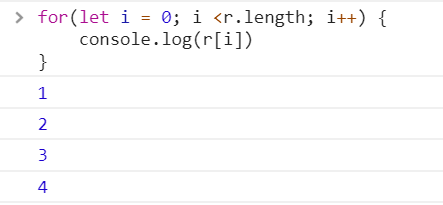 > for(let i = 0; i <r.length; i++) {
console.log(r[i])
}
1
2
3
4